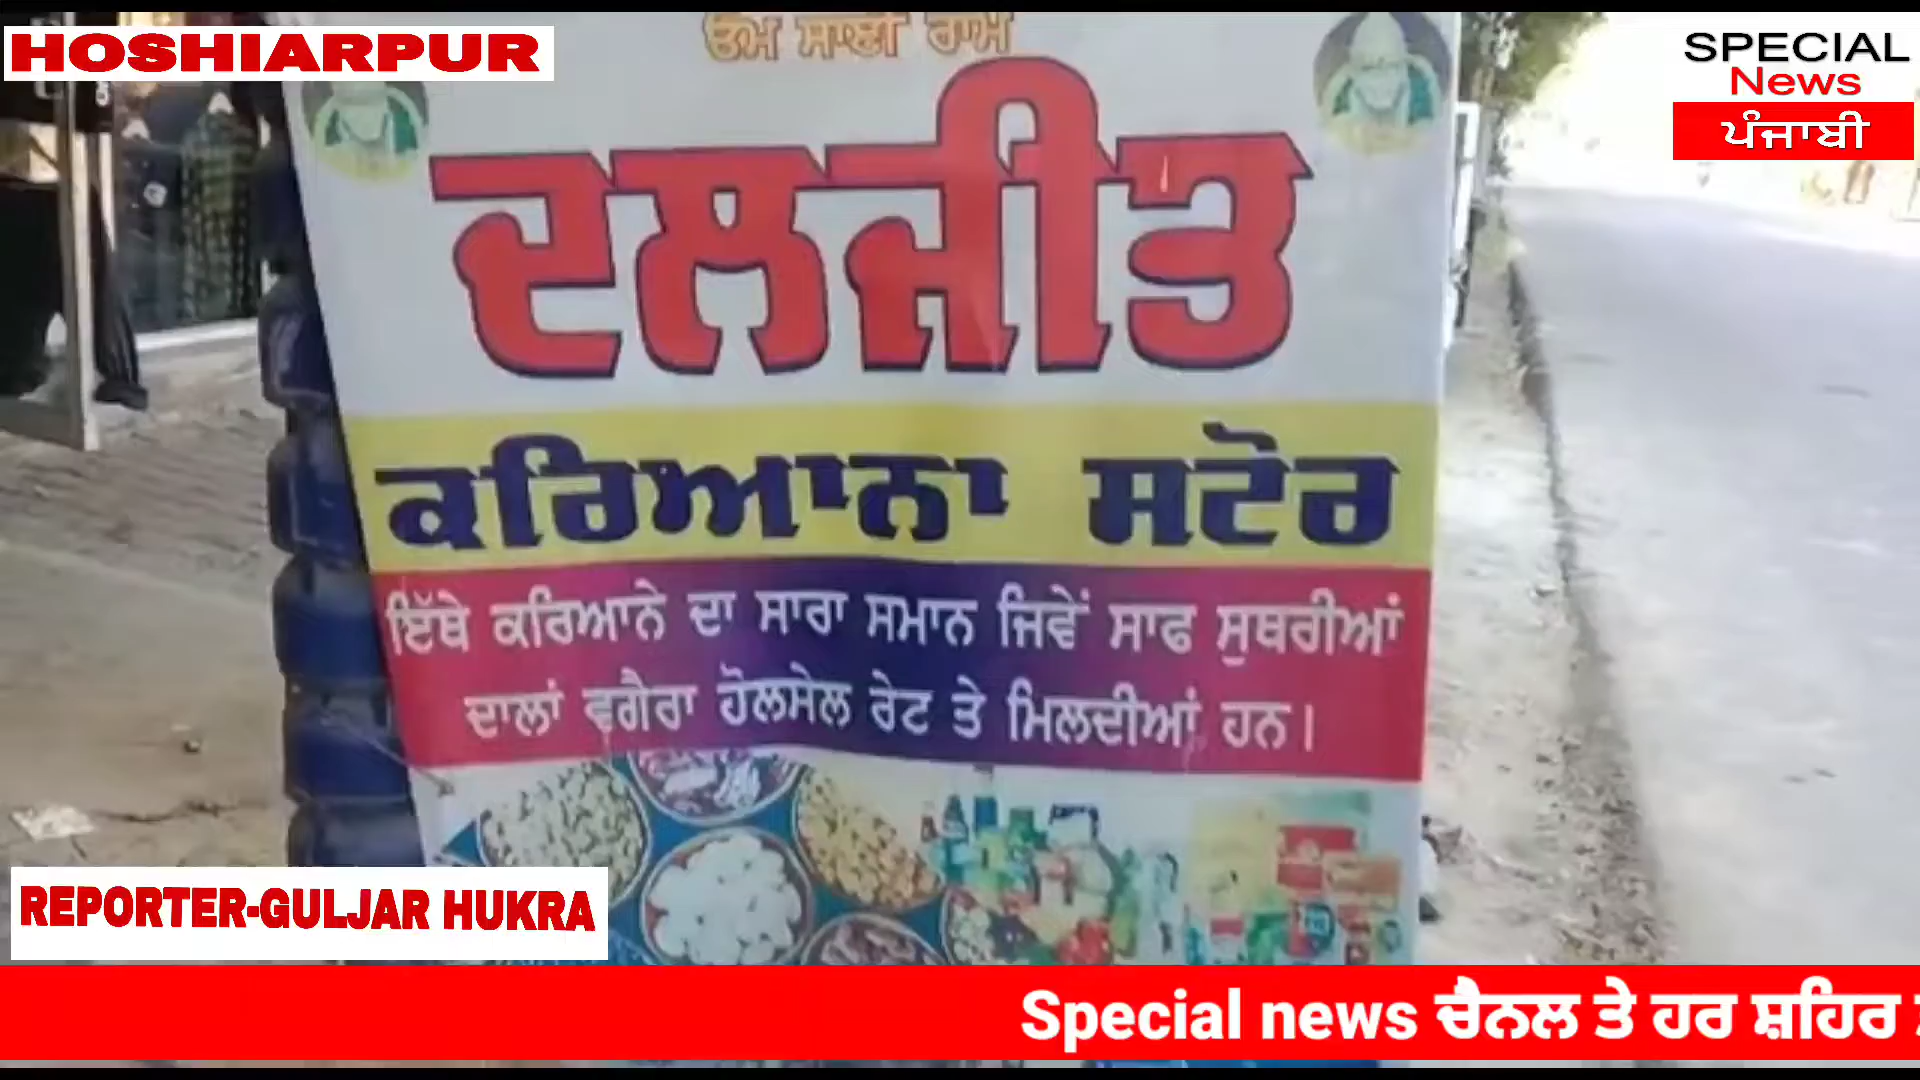 HOSHIARPUR
ਓਮ ਸਾਈਂ ਰਾਮ
SPECIAL
News
ਪੰਜਾਬੀ
ਦਲਜੀਤ
ਕਰਿਆਨਾ ਸਟੋਰ
ਇੱਥੇ ਕਰਿਆਨੇ ਦਾ ਸਾਰਾ ਸਮਾਨ ਜਿਵੇਂ ਸਾਫ ਸੁਥਰੀਆਂ
ਦਾਲਾਂ ਵਗੈਰਾ ਹੋਲਸੇਲ ਰੇਟ ਤੇ ਮਿਲਦੀਆਂ ਹਨ।
REPORTER-GULJAR HUKRA
Special news ਚੈਨਲ ਤੇ ਹਰ ਸ਼ਹਿਰ